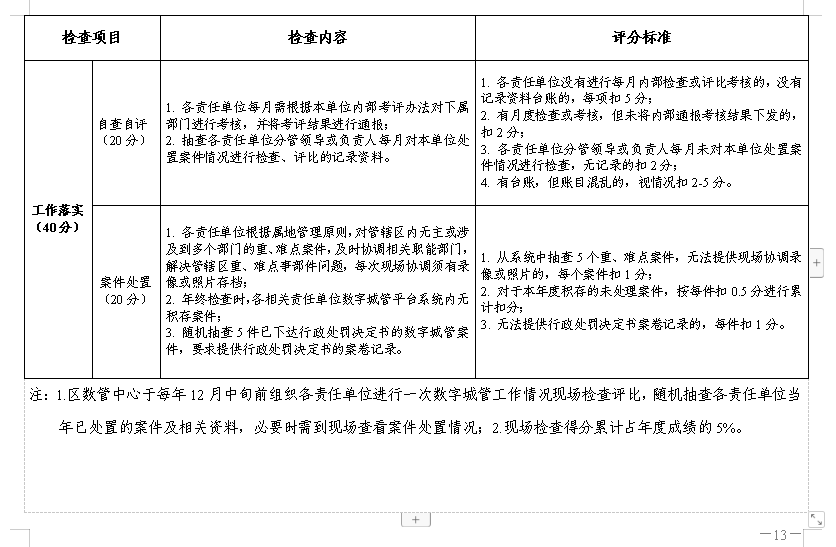 检查项目
检查内容
评分标准
工作落实
（40分）
自查自评
（20分）
1. 各责任单位每月需根据本单位内部考评办法对下属
部门进行考核，并将考评结果进行通报；
2. 抽查各责任单位分管领导或负责人每月对本单位处
置案件情况进行检查、评比的记录资料。
1. 各责任单位没有进行每月内部检查或评比考核的，没有
记录资料台账的，每项扣5分；
2. 有月度检查或考核，但未将内部通报考核结果下发的，
扣2分；
3. 各责任单位分管领导或负责人每月未对本单位处置案
件情况进行检查，无记录的扣2分；
4. 有台账，但账目混乱的，视情况扣2-5分。
案件处置
（20分）
1. 各责任单位根据属地管理原则，对管辖区内无主或涉
及到多个部门的重、难点案件，及时协调相关职能部门，
解决管辖区重、难点事部件问题，每次现场协调须有录
像或照片存档；
2. 年终检查时，各相关责任单位数字城管平台系统内无
积存案件；
3. 随机抽查5件已下达行政处罚决定书的数字城管案
件，要求提供行政处罚决定书的案卷记录。
1. 从系统中抽查5个重、难点案件，无法提供现场协调录
像或照片的，每个案件扣1分；
2. 对于本年度积存的未处理案件，按每件扣0.5分进行累
计扣分；
3. 无法提供行政处罚决定书案卷记录的，每件扣1分。
注：1.区数管中心于每年12月中旬前组织各责任单位进行一次数字城管工作情况现场检查评比，随机抽查各责任单位当
年已处置的案件及相关资料，必要时需到现场查看案件处置情况；2.现场检查得分累计占年度成绩的5%。
—13—